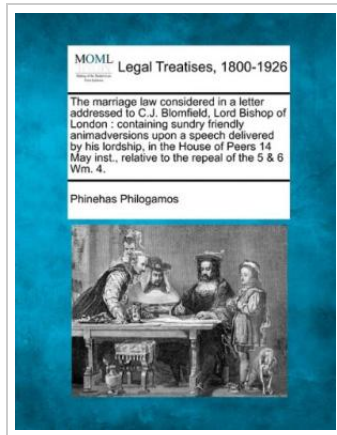 MOML
Legal Treatises, 1800-1926
The marriage law considered in a letter
addressed to C.J. Blomfield, Lord Bishop of
London : containing sundry friendly
animadversions upon a speech delivered
by his lordship, in the House of Peers 14
May inst., relative to the repeal of the 5 & 6
Wm. 4.
Phinehas Philogamos